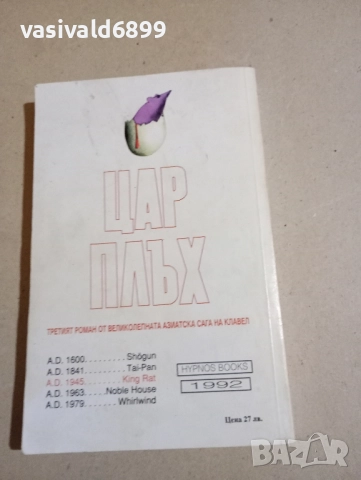 vasivald6899
ЦАР
ПЛЪХ
ТРЕТИЯТ РОМАН ОТ ВЕЛИКОЛЕПНАТА АЗИАТСКА САГА НА КЛАВЕЛ
A.D. 1600.........Shōgun
A.D. 1841.........Tai-Pan
A.D. 1945.........King Rat
A.D. 1963.....Noble House
A.D. 1979.......Whirlwind
HYPNOS BOOKS
1992
Цена 27 лв.
БАЗАР